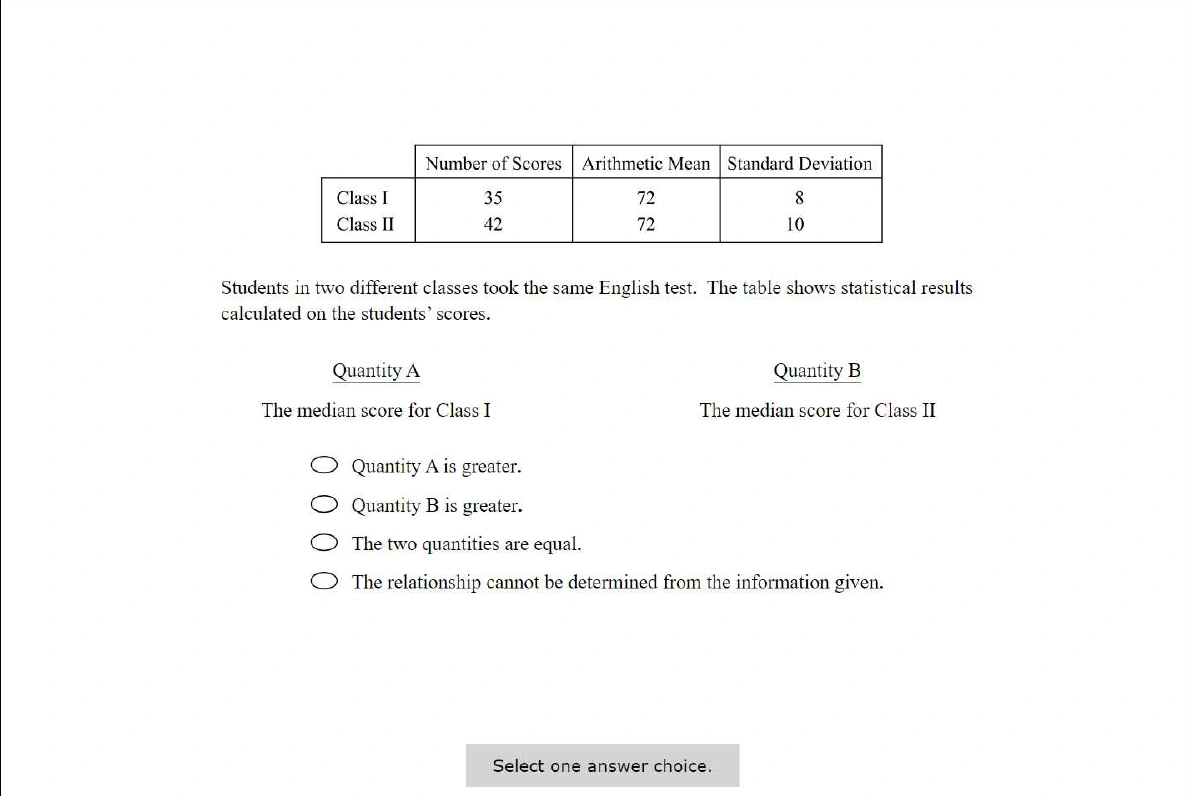 Number of Scores Arithmetic Mean Standard Deviation
Class I 35 72 8
Class II 42 72 10
Students in two different classes took the same English test. The table shows statistical results
calculated on the students’ scores.
Quantity A Quantity B
The median score for Class I The median score for Class II
Quantity A is greater.
Quantity B is greater.
The two quantities are equal.
The relationship cannot be determined from the information given.
Select one answer choice.